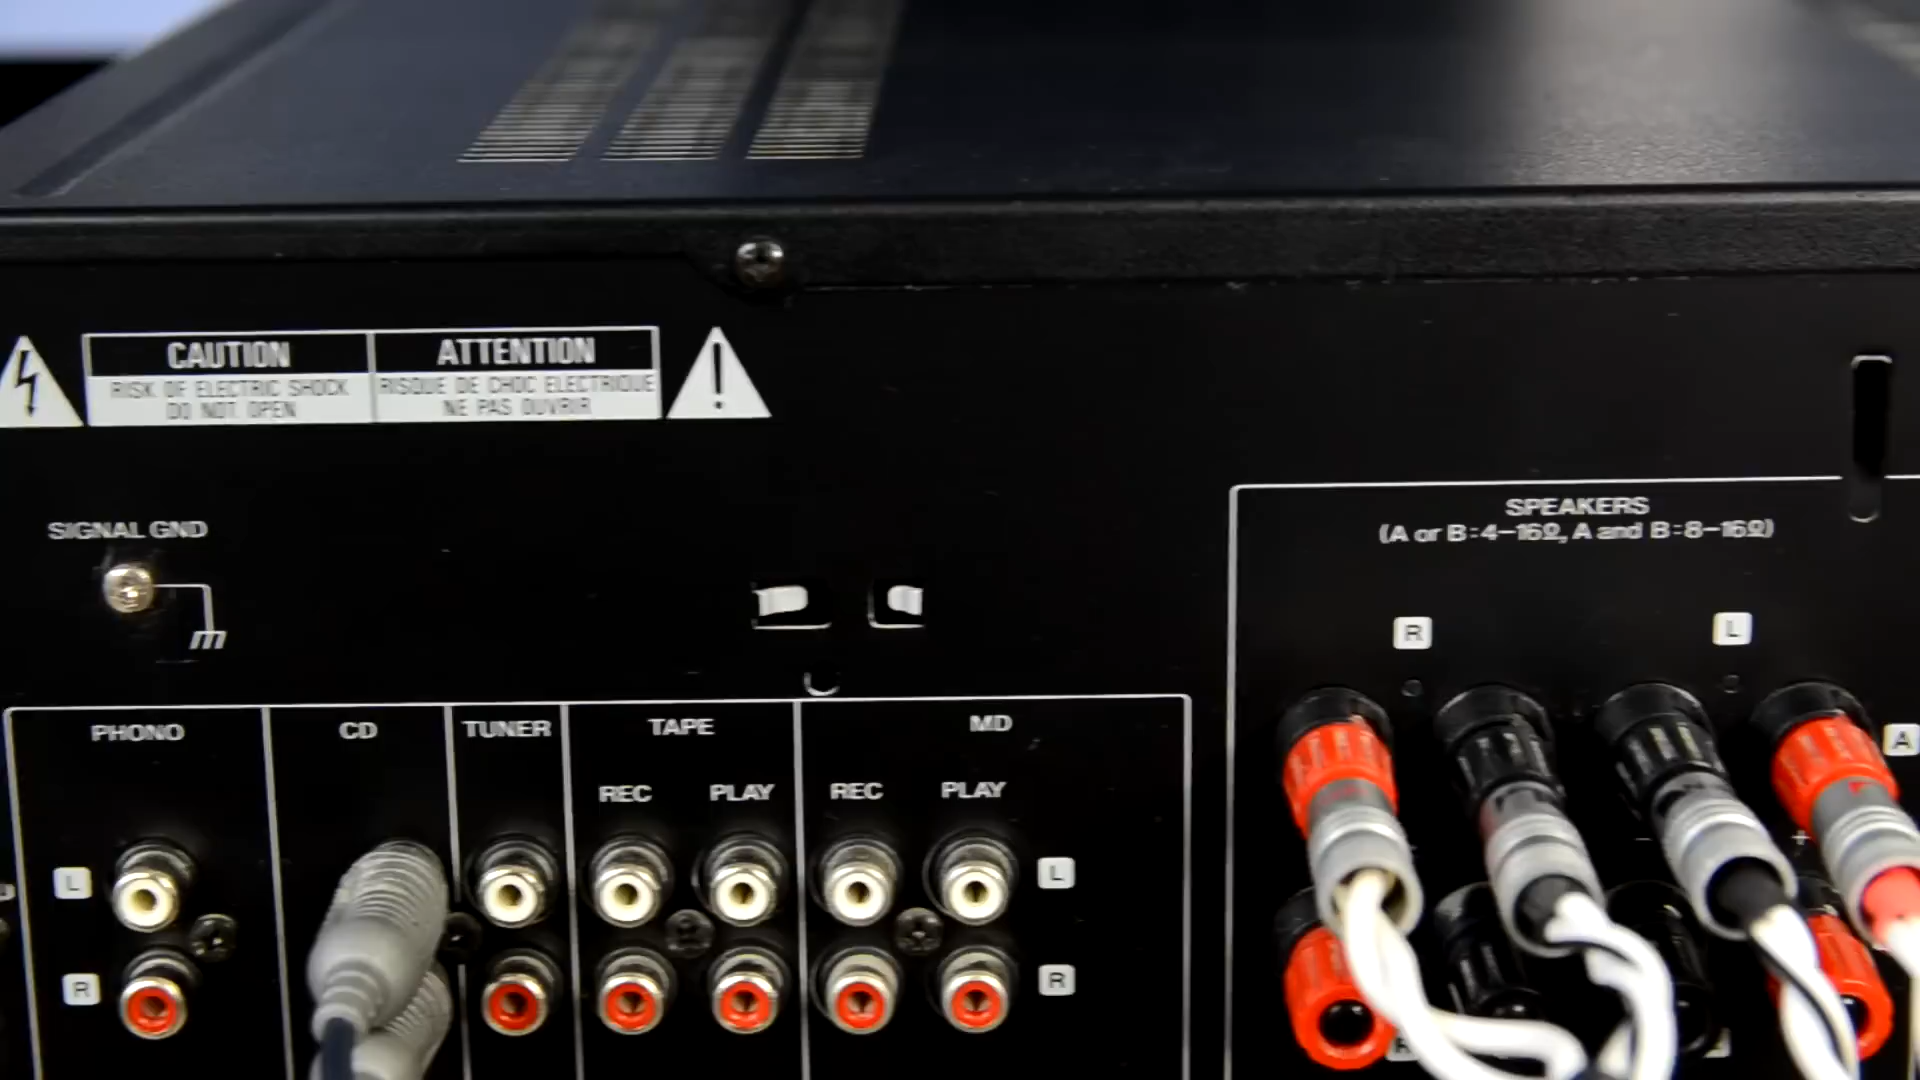 CAUTION
RISK OF ELECTRIC SHOCK
DO NOT OPEN
ATTENTION
RISQUE DE CHOC ELECTRIQUE
NE PAS OUVRIR
SIGNAL GND
SPEAKERS
(A or B:4-16Ω, A and B:8-16Ω)
R
L
A
+
-
PHONO
CD
TUNER
TAPE
MD
REC
PLAY
REC
PLAY
L
L
R
R